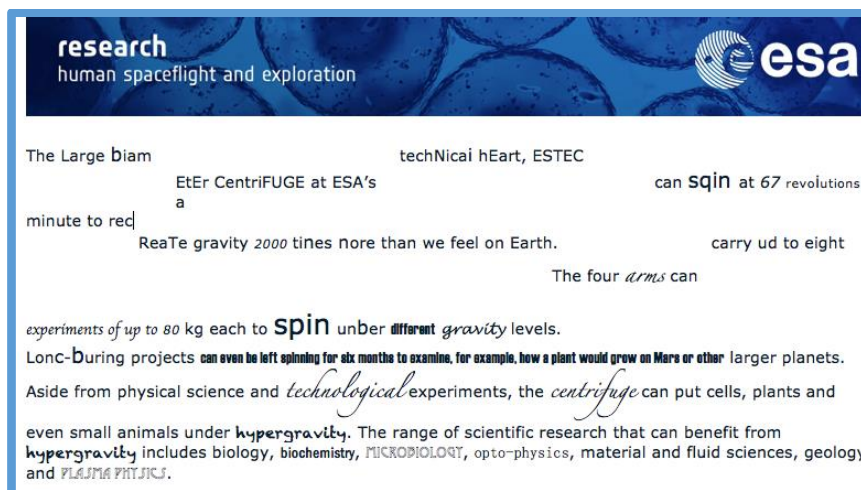 research
human spaceflight and exploration
esa
The Large biam techNicai hEart, ESTEC
EtEr CentriFUGE at ESA’s can sqin at 67 revolutions
a
minute to rec
ReaTe gravity 2000 tines nore than we feel on Earth. carry ud to eight
The four arms can
experiments of up to 80 kg each to spin unber different gravity levels.
Lonc-buring projects can even be left spinning for six months to examine, for example, how a plant would grow on Mars or other larger planets.
Aside from physical science and technological experiments, the centrifuge can put cells, plants and
even small animals under hypergravity. The range of scientific research that can benefit from
hypergravity includes biology, biochemistry, MICROBIOLOGY, opto-physics, material and fluid sciences, geology
and PLASMA PHYSICS.